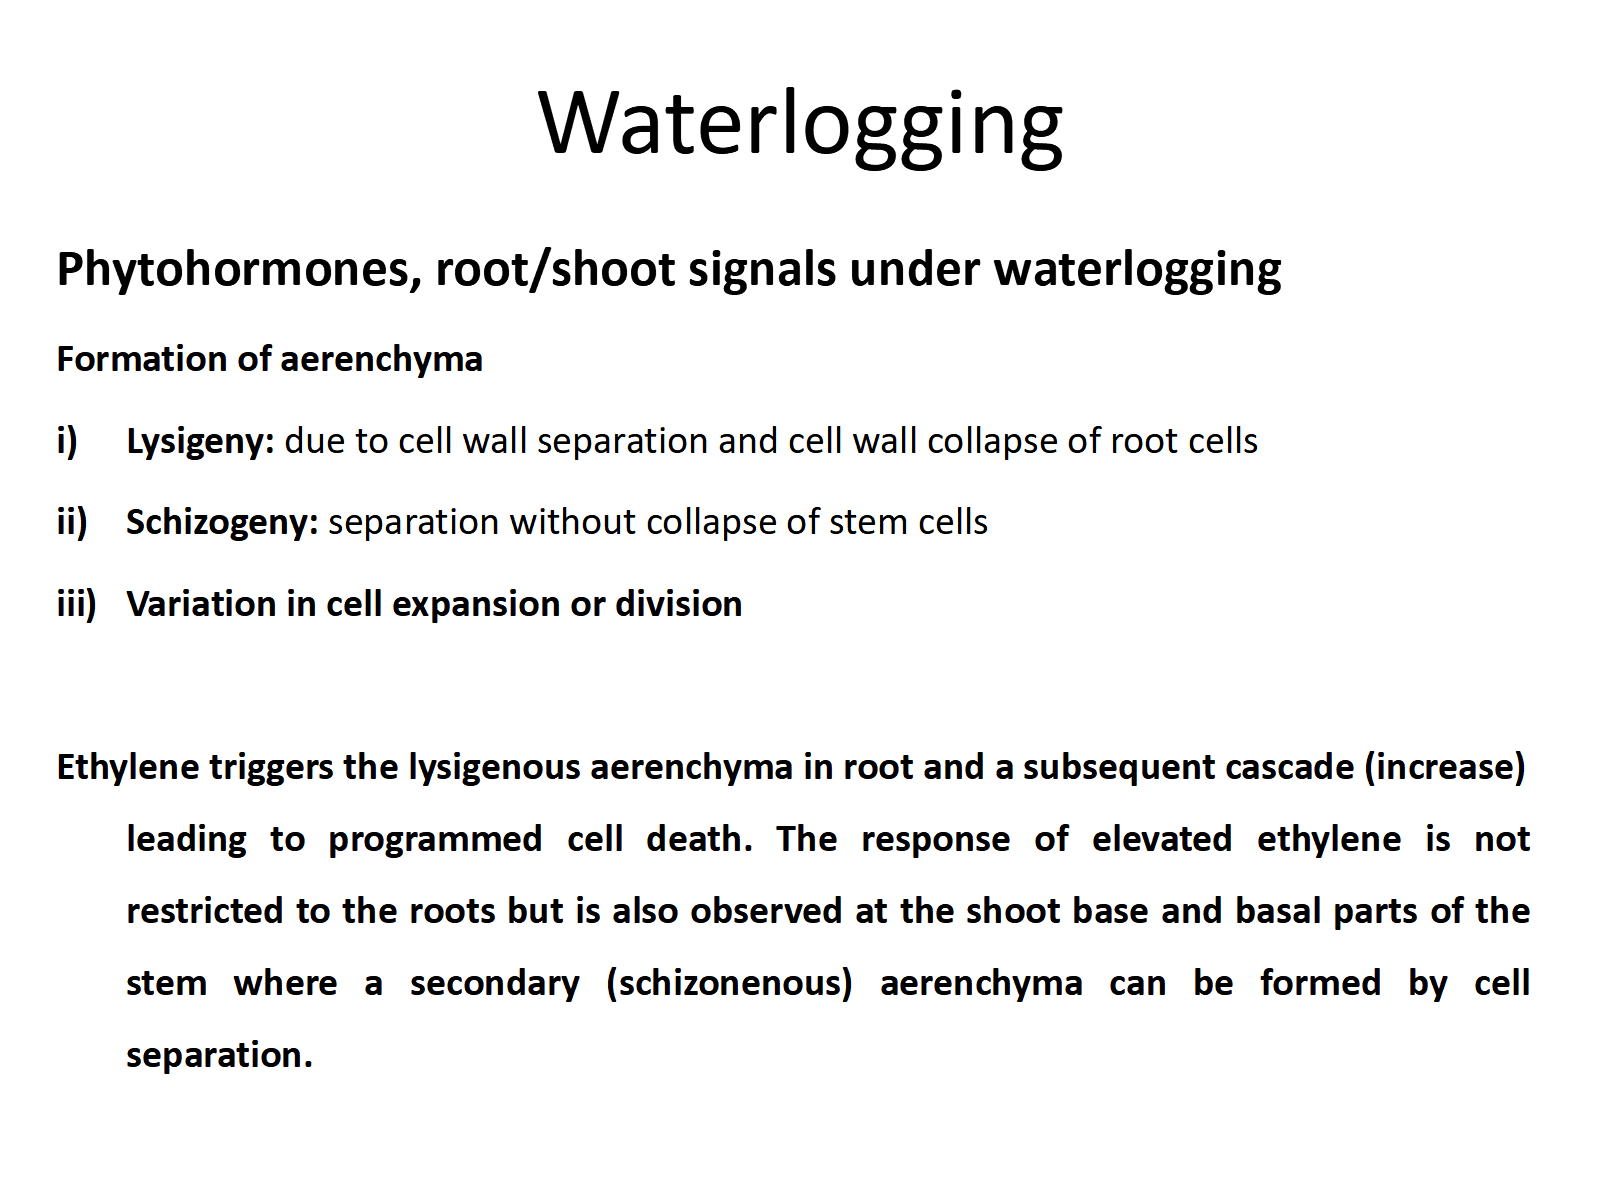 Waterlogging
Phytohormones, root/shoot signals under waterlogging
Formation of aerenchyma
i) Lysigeny: due to cell wall separation and cell wall collapse of root cells
ii) Schizogeny: separation without collapse of stem cells
iii) Variation in cell expansion or division
Ethylene triggers the lysigenous aerenchyma in root and a subsequent cascade (increase)
leading to programmed cell death. The response of elevated ethylene is not
restricted to the roots but is also observed at the shoot base and basal parts of the
stem where a secondary (schizonenous) aerenchyma can be formed by cell
separation.